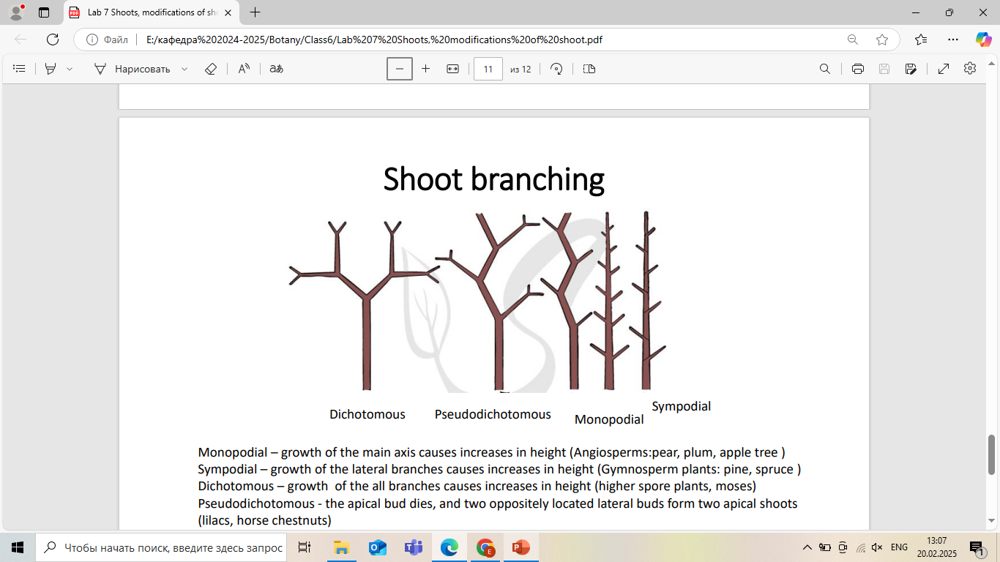 Lab 7 Shoots, modifications of sho
Файл
E:/кафедра%202024-2025/Botany/Class6/Lab%207%20Shoots,%20modifications%20of%20shoot.pdf
Нарисовать
11
из 12
Shoot branching
Dichotomous
Pseudodichotomous
Monopodial
Sympodial
Monopodial – growth of the main axis causes increases in height (Angiosperms:pear, plum, apple tree )
Sympodial – growth of the lateral branches causes increases in height (Gymnosperm plants: pine, spruce )
Dichotomous – growth  of the all branches causes increases in height (higher spore plants, moses)
Pseudodichotomous - the apical bud dies, and two oppositely located lateral buds form two apical shoots
(lilacs, horse chestnuts)
Чтобы начать поиск, введите здесь запрос
ENG
13:07
20.02.2025